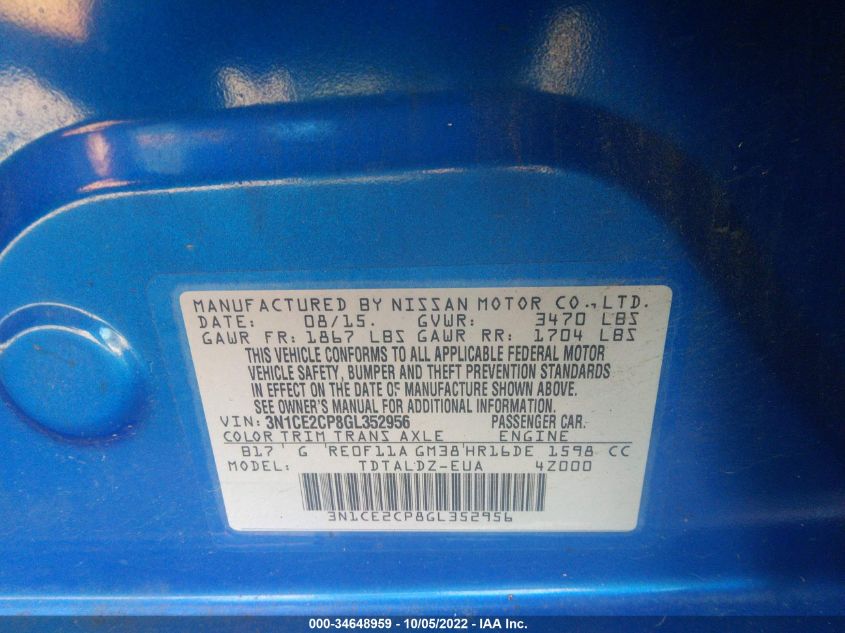 MANUFACTURED BY NISSAN MOTOR CO., LTD.
DATE: 08/15. GVWR: 3470 LBS
GAWR FR: 1867 LBS GAWR RR: 1704 LBS
THIS VEHICLE CONFORMS TO ALL APPLICABLE FEDERAL MOTOR
VEHICLE SAFETY, BUMPER AND THEFT PREVENTION STANDARDS
IN EFFECT ON THE DATE OF MANUFACTURE SHOWN ABOVE.
SEE OWNER'S MANUAL FOR ADDITIONAL INFORMATION.
VIN: 3N1CE2CP8GL352956 PASSENGER CAR.
COLOR TRIM TRANS AXLE ENGINE
B17' G 'RE0F11A GM38'HR16DE 1598 CC
MODEL: TDTALDZ-EUA 4Z000
3N1CE2CP8GL352956
000-34648959 - 10/05/2022 - IAA Inc.